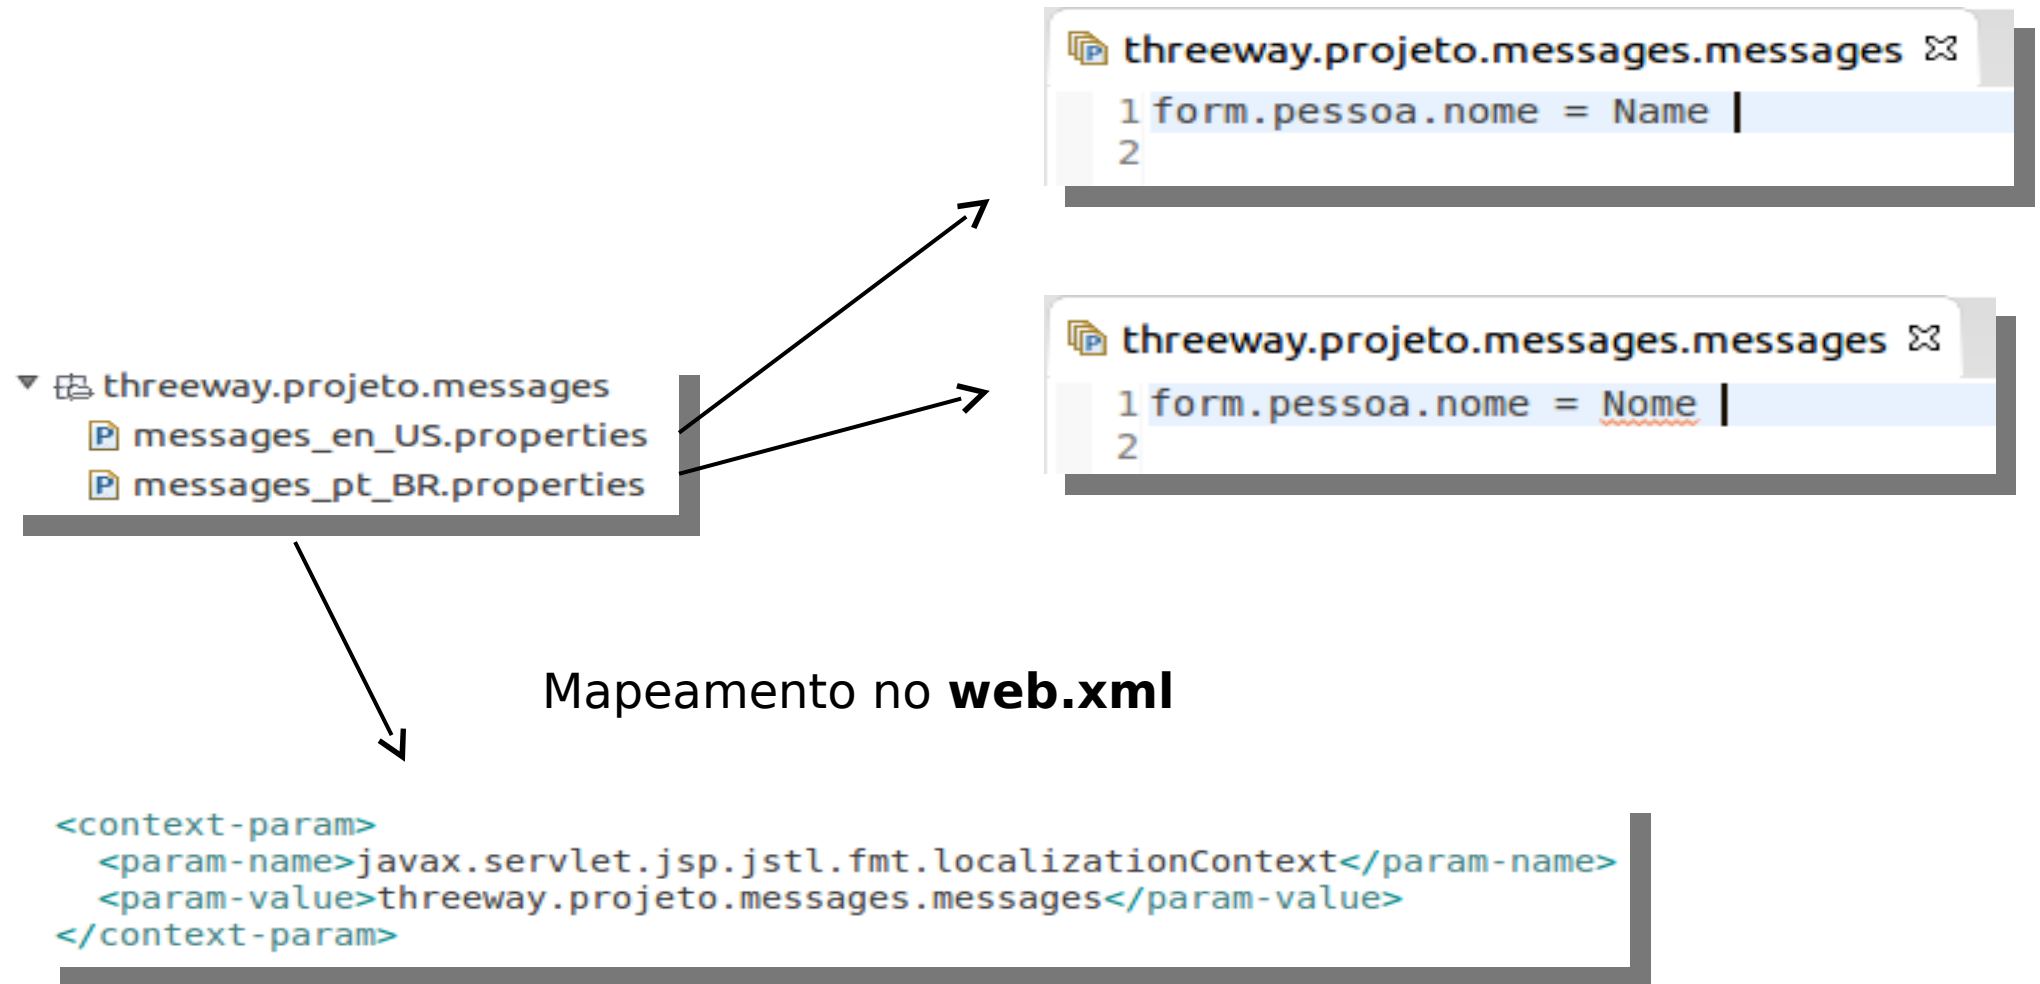 threeway.projeto.messages.messages
1 form.pessoa.nome = Name
2
threeway.projeto.messages.messages
1 form.pessoa.nome = Nome
2
threeway.projeto.messages
messages_en_US.properties
messages_pt_BR.properties
Mapeamento no web.xml
<context-param>
<param-name>javax.servlet.jsp.jstl.fmt.localizationContext</param-name>
<param-value>threeway.projeto.messages.messages</param-value>
</context-param>